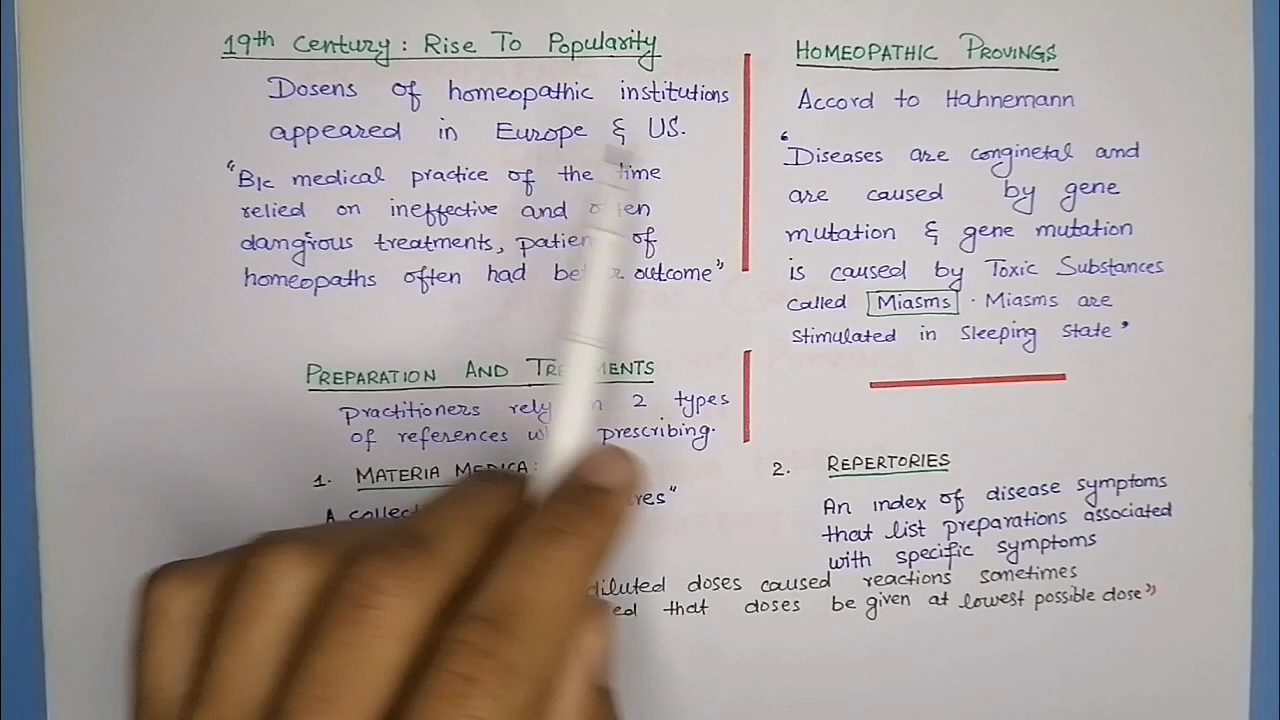 19th Century: Rise To Popularity
Dosens of homeopathic institutions
appeared in Europe & US.
"B/c medical practice of the time
relied on ineffective and often
dangrous treatments, patien of
homeopaths often had be outcome"
HOMEOPATHIC PROVINGS
Accord to Hahnemann
'Diseases are conginetal and
are caused by gene
mutation & gene mutation
is caused by Toxic Substances
called Miasms. Miasms are
stimulated in Sleeping state'
PREPARATION AND
Practitioners rely 2 types
of references prescribing.
1. MATERIA MEDICA:
A
2. REPERTORIES
An index of disease symptoms
that list preparations associated
with specific symptoms
diluted doses caused reactions sometimes
that doses be given at lowest possible dose"